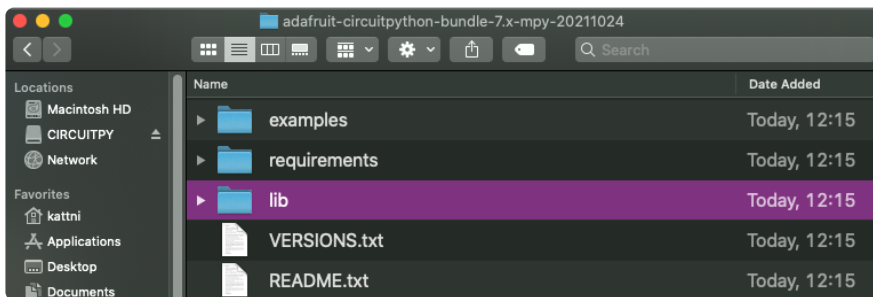 adafruit-circuitpython-bundle-7.x-mpy-20211024
Search
Locations
Macintosh HD
CIRCUITPY
Network
Favorites
kattni
Applications
Desktop
Documents
Name Date Added
examples Today, 12:15
requirements Today, 12:15
lib Today, 12:15
VERSIONS.txt Today, 12:15
README.txt Today, 12:15